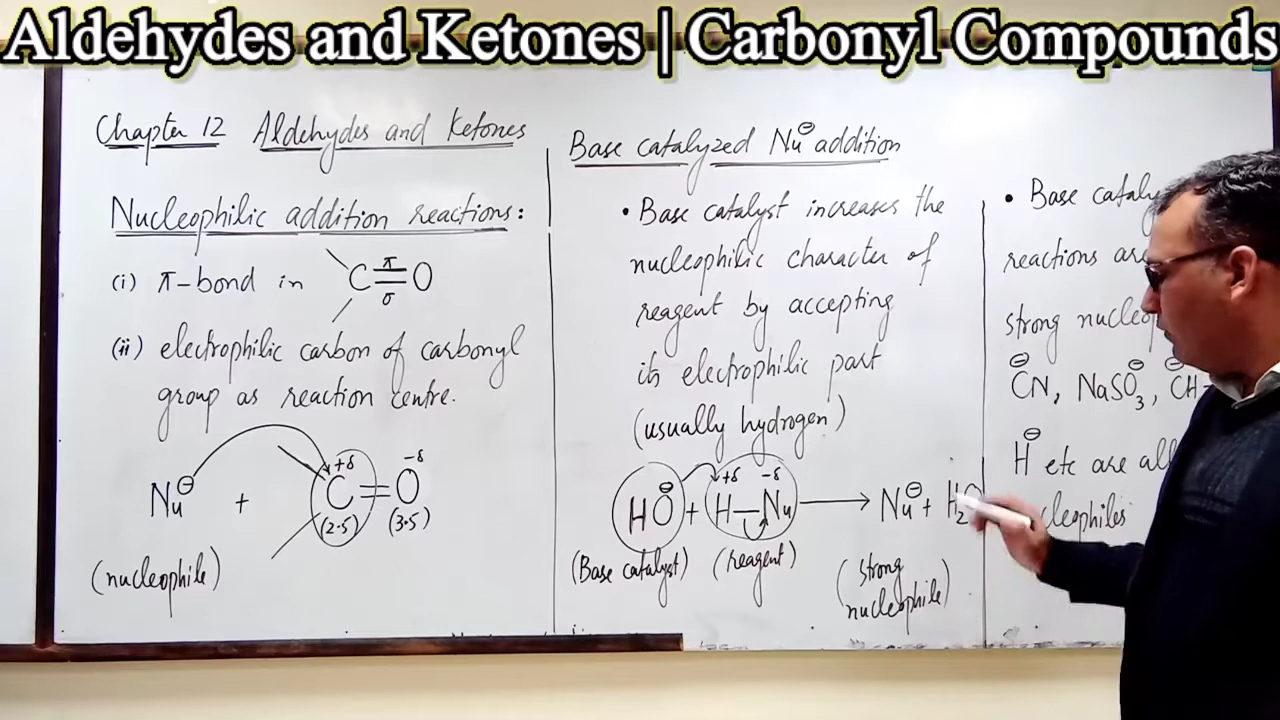 Aldehydes and Ketones | Carbonyl Compounds
Chapter 12 Aldehydes and Ketones
Nucleophilic addition reactions:
(i) π-bond in C=O
π
σ
(ii) electrophilic carbon of carbonyl
group as reaction centre.
Nu⊖ + C=O
+δ -δ
(2.5) (3.5)
(nucleophile)
Base catalyzed Nu⊖ addition
• Base catalyst increases the
nucleophilic character of
reagent by accepting
its electrophilic part
(usually hydrogen)
+δ -δ
HO⊖ + H—Nu → Nu⊖ + H₂O
(Base catalyst) (reagent) (strong
nucleophile)
• Base
reactions
strong
⊖CN, NaSO₃⊖, ⊖CH-
H⊖ etc are all